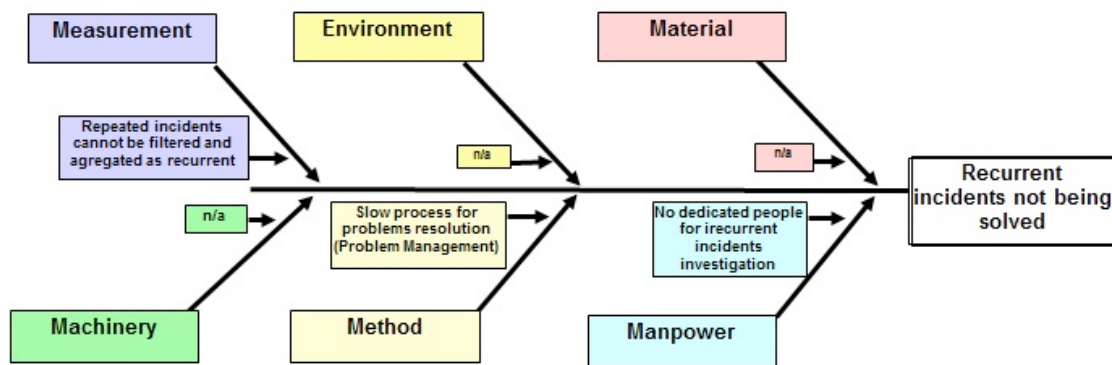 Measurement
Environment
Material
Repeated incidents
cannot be filtered and
agregated as recurrent
n/a
n/a
Recurrent
incidents not being
solved
n/a
Slow process for
problems resolution
(Problem Management)
No dedicated people
for irecurrent
incidents
investigation
Machinery
Method
Manpower